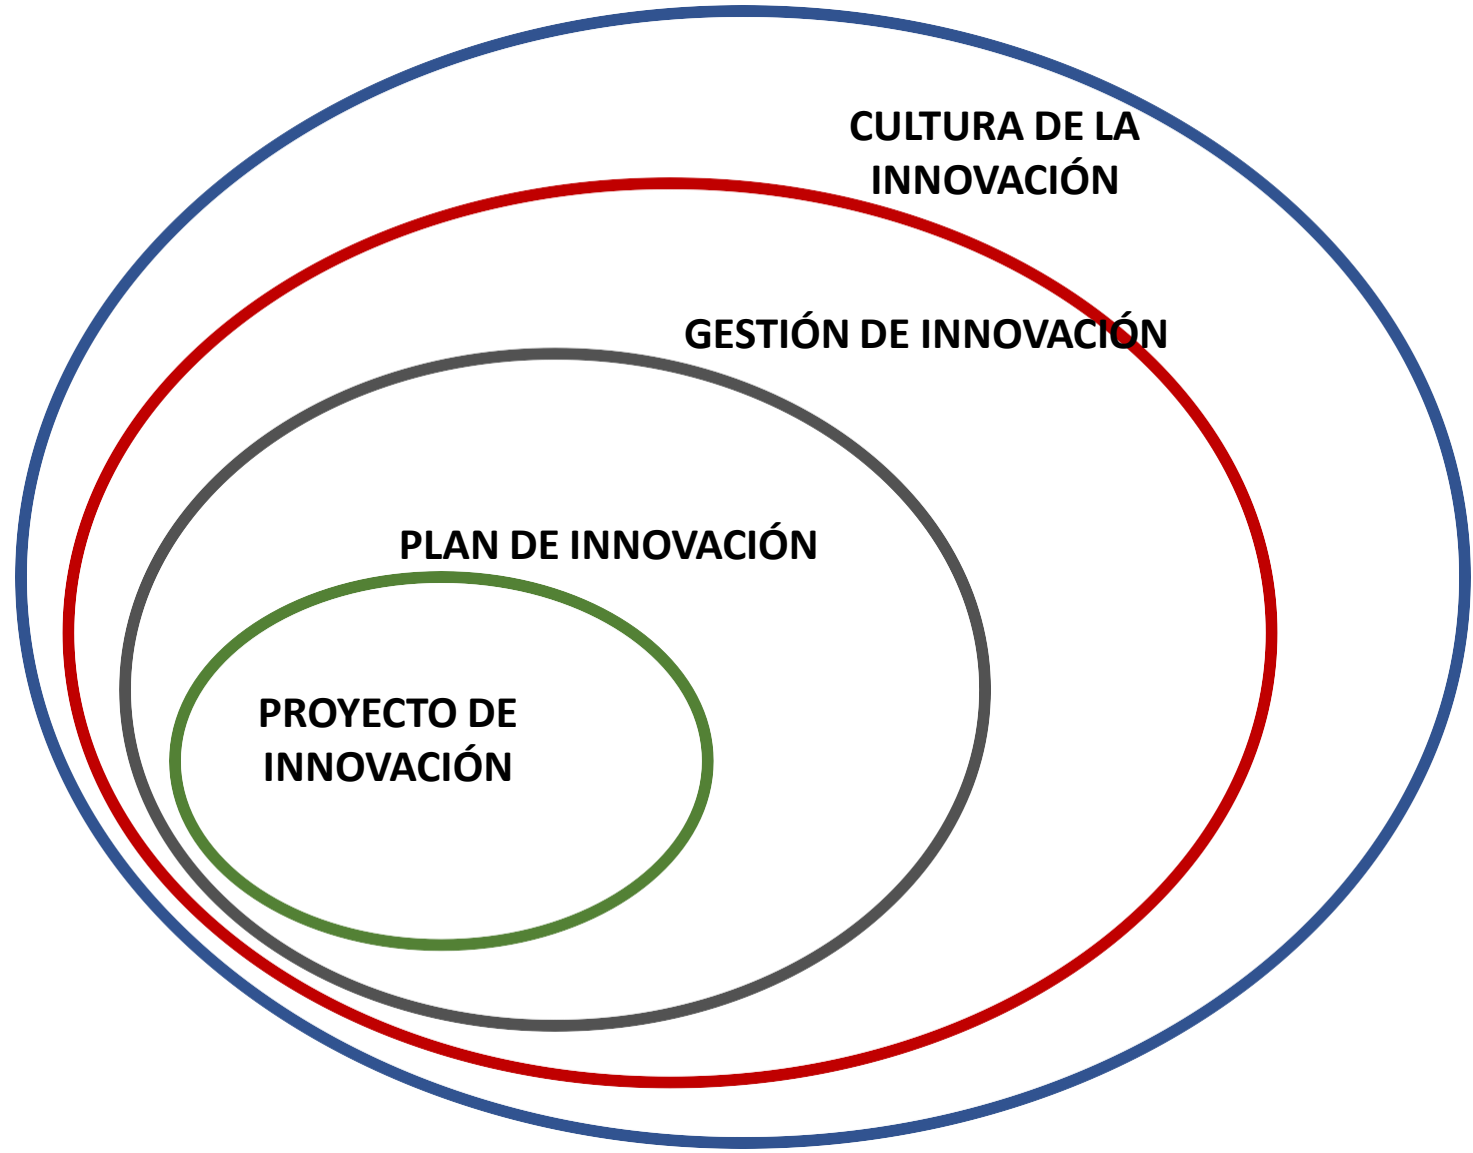 CULTURA DE LA
INNOVACIÓN
GESTIÓN DE INNOVACIÓN
PLAN DE INNOVACIÓN
PROYECTO DE
INNOVACIÓN